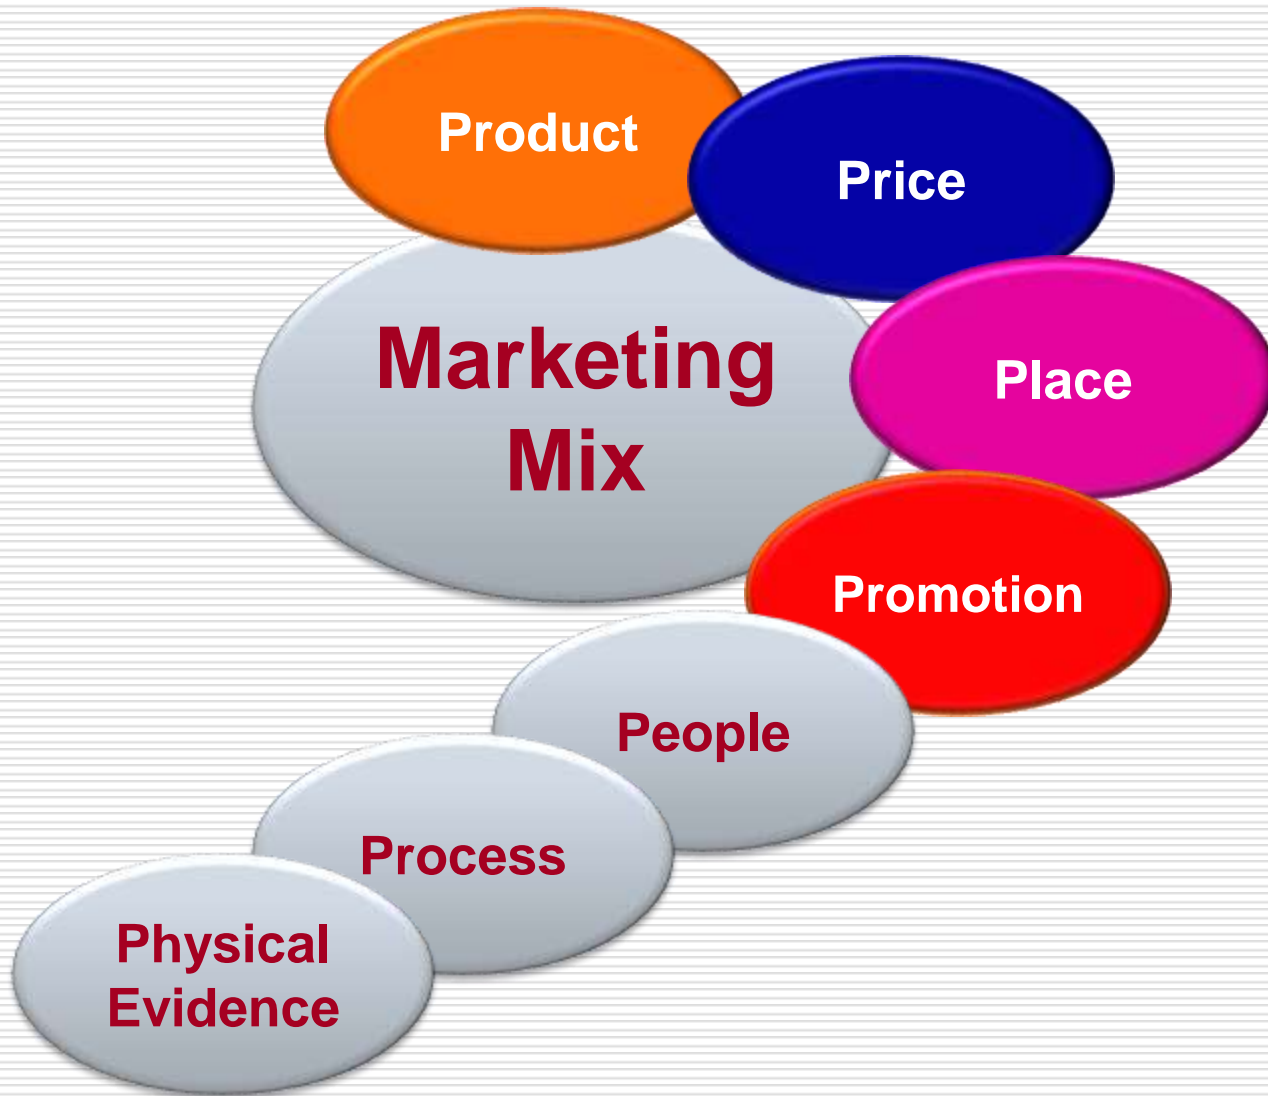 Product
Price
Marketing
Mix
Place
Promotion
People
Process
Physical
Evidence